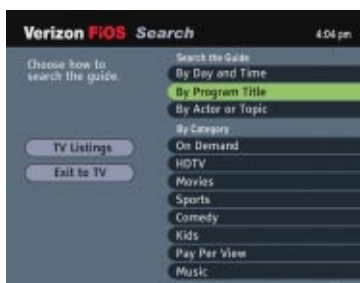 Verizon FiOS Search 4:04 pm
Choose how to
search the guide.
TV Listings
Exit to TV
Search the Guide
By Day and Time
By Program Title
By Actor or Topic
By Category
On Demand
HDTV
Movies
Sports
Comedy
Kids
Pay Per View
Music